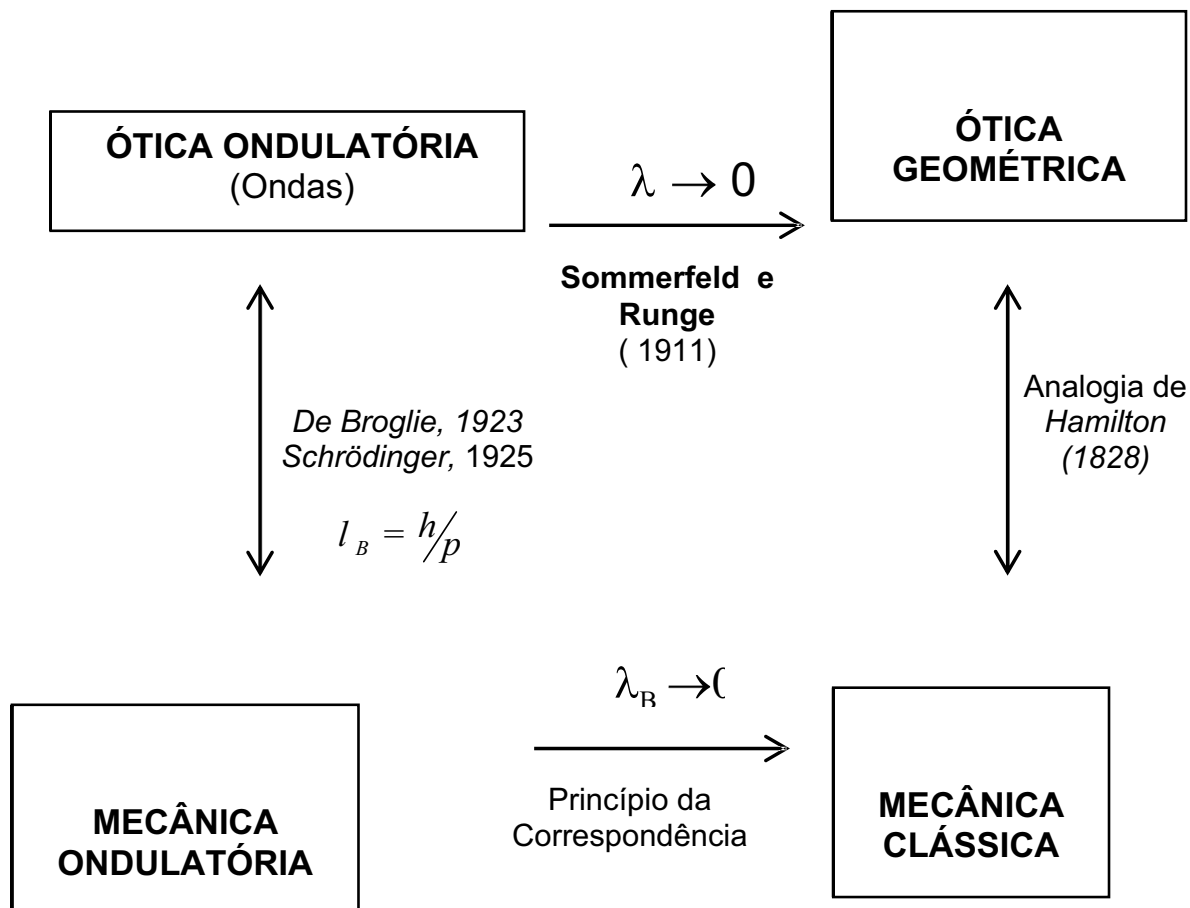 ÓTICA ONDULATÓRIA
(Ondas)
λ → 0
ÓTICA
GEOMÉTRICA
Sommerfeld e
Runge
( 1911)
De Broglie, 1923
Schrödinger, 1925
l B = h/p
Analogia de
Hamilton
(1828)
λB →(
Princípio da
Correspondência
MECÂNICA
ONDULATÓRIA
MECÂNICA
CLÁSSICA